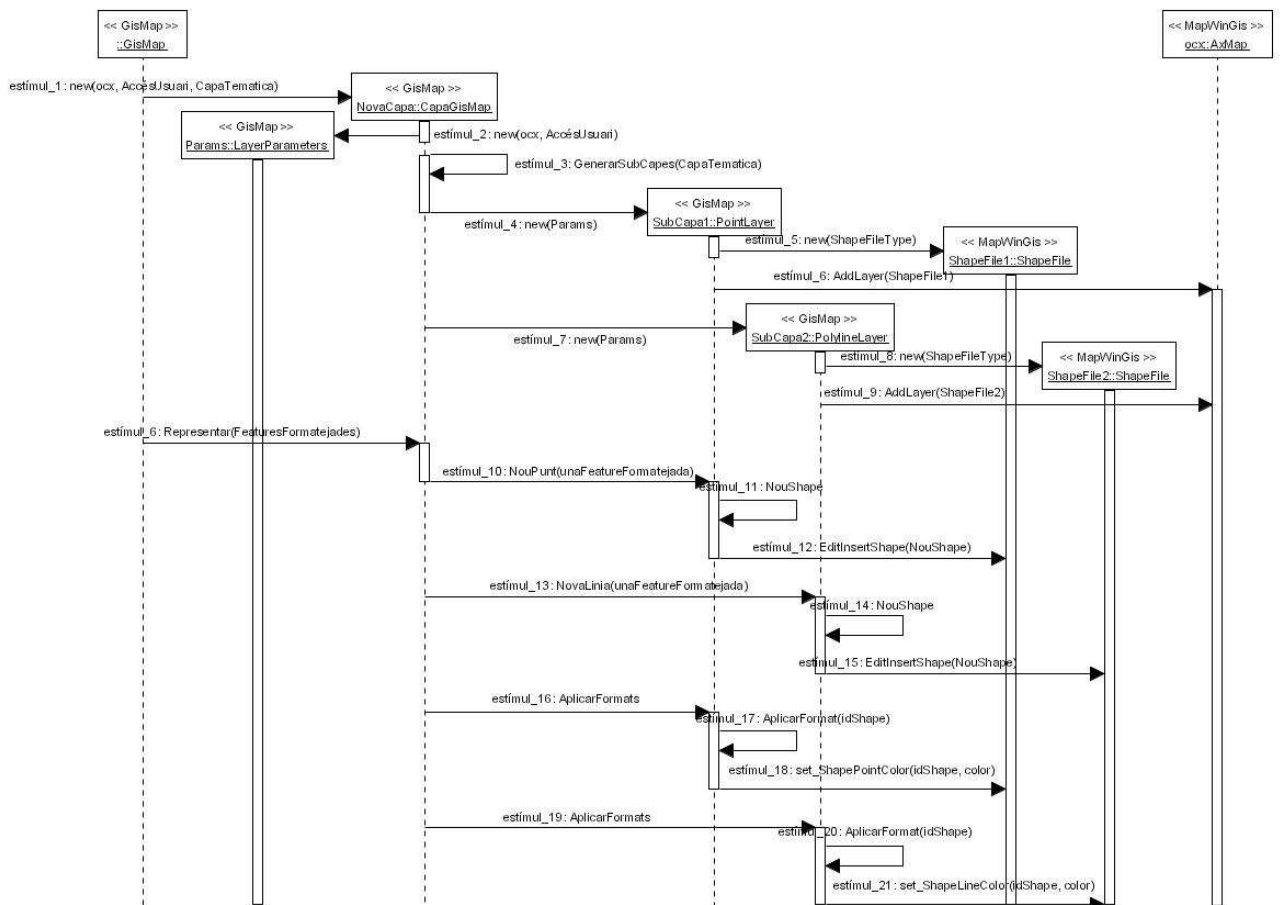 << GisMap >>
::GisMap
<< MapWinGis >>
ocx::AxMap
estímul_1: new(ocx, AccésUsuari, CapaTematica)
<< GisMap >>
NovaCapa::CapaGisMap
<< GisMap >>
Params::LayerParameters
estímul_2: new(ocx, AccésUsuari)
estímul_3: GenerarSubCapes(CapaTematica)
<< GisMap >>
SubCapa1::PointLayer
estímul_4: new(Params)
estímul_5: new(ShapeFileType)
<< MapWinGis >>
ShapeFile1::ShapeFile
estímul_6: AddLayer(ShapeFile1)
<< GisMap >>
SubCapa2::PolylineLayer
estímul_7: new(Params)
estímul_8: new(ShapeFileType)
<< MapWinGis >>
ShapeFile2::ShapeFile
estímul_9: AddLayer(ShapeFile2)
estímul_6: Representar(FeaturesFormatejades)
estímul_10: NouPunt(unaFeatureFormatejada)
estímul_11: NouShape
estímul_12: EditInsertShape(NouShape)
estímul_13: NovaLinia(unaFeatureFormatejada)
estímul_14: NouShape
estímul_15: EditInsertShape(NouShape)
estímul_16: AplicarFormats
estímul_17: AplicarFormat(idShape)
estímul_18: set_ShapePointColor(idShape, color)
estímul_19: AplicarFormats
estímul_20: AplicarFormat(idShape)
estímul_21: set_ShapeLineColor(idShape, color)